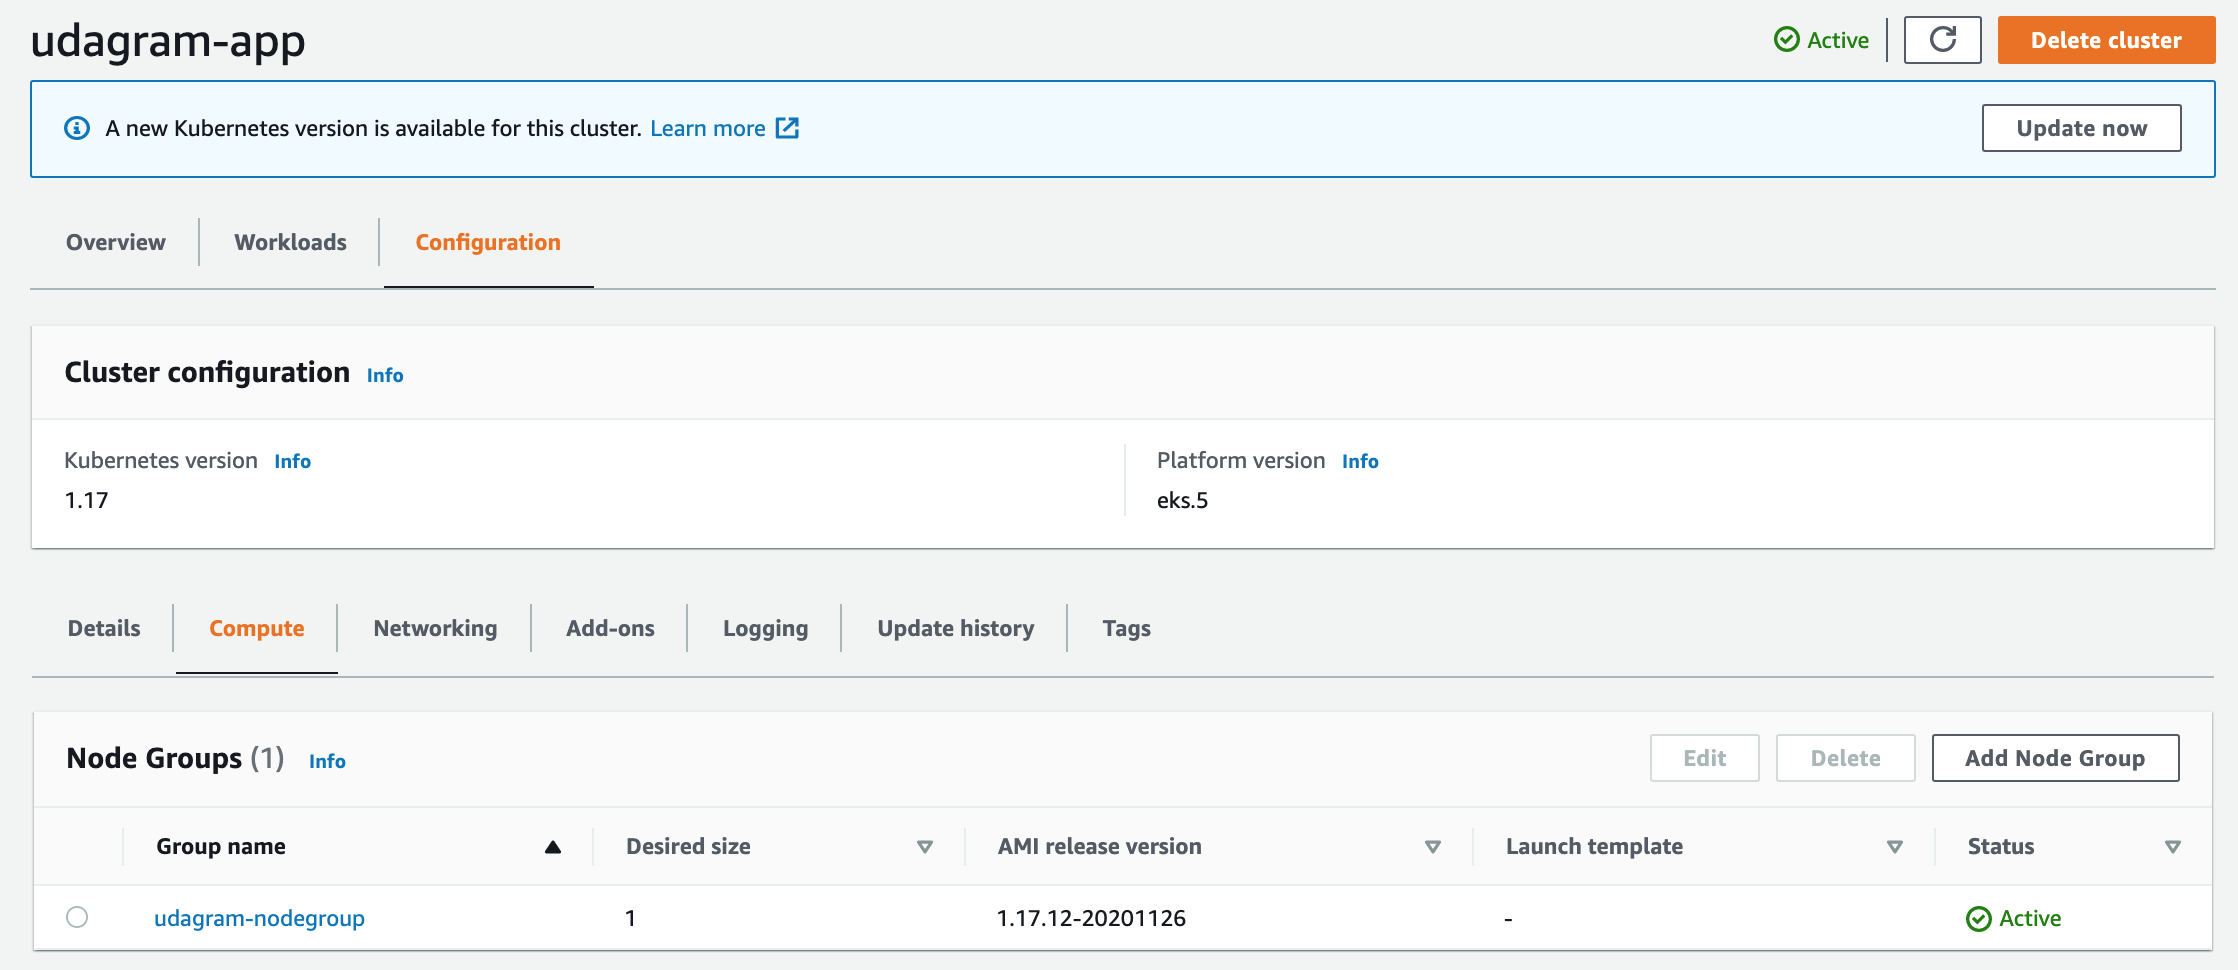 udagram-app
Active
Delete cluster
A new Kubernetes version is available for this cluster. Learn more
Update now
Overview Workloads Configuration
Cluster configuration Info
Kubernetes version Info Platform version Info
1.17 eks.5
Details Compute Networking Add-ons Logging Update history Tags
Node Groups (1) Info Edit Delete Add Node Group
Group name Desired size AMI release version Launch template Status
udagram-nodegroup 1 1.17.12-20201126 - Active